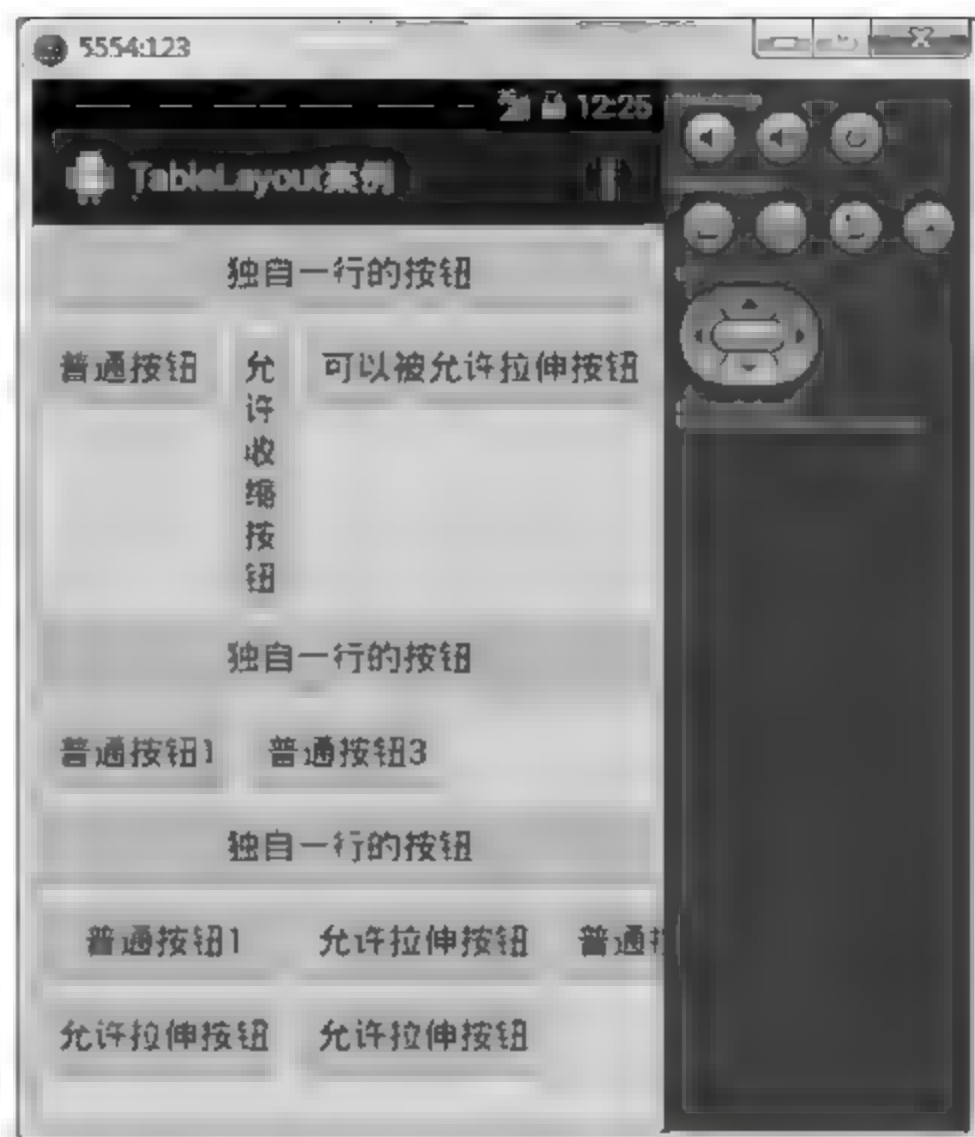 5554:123
12:25
TableLayout案例
独自一行的按钮
普通按钮 允许收缩按钮 可以被允许拉伸按钮
独自一行的按钮
普通按钮1 普通按钮3
独自一行的按钮
普通按钮1 允许拉伸按钮 普通
允许拉伸按钮 允许拉伸按钮